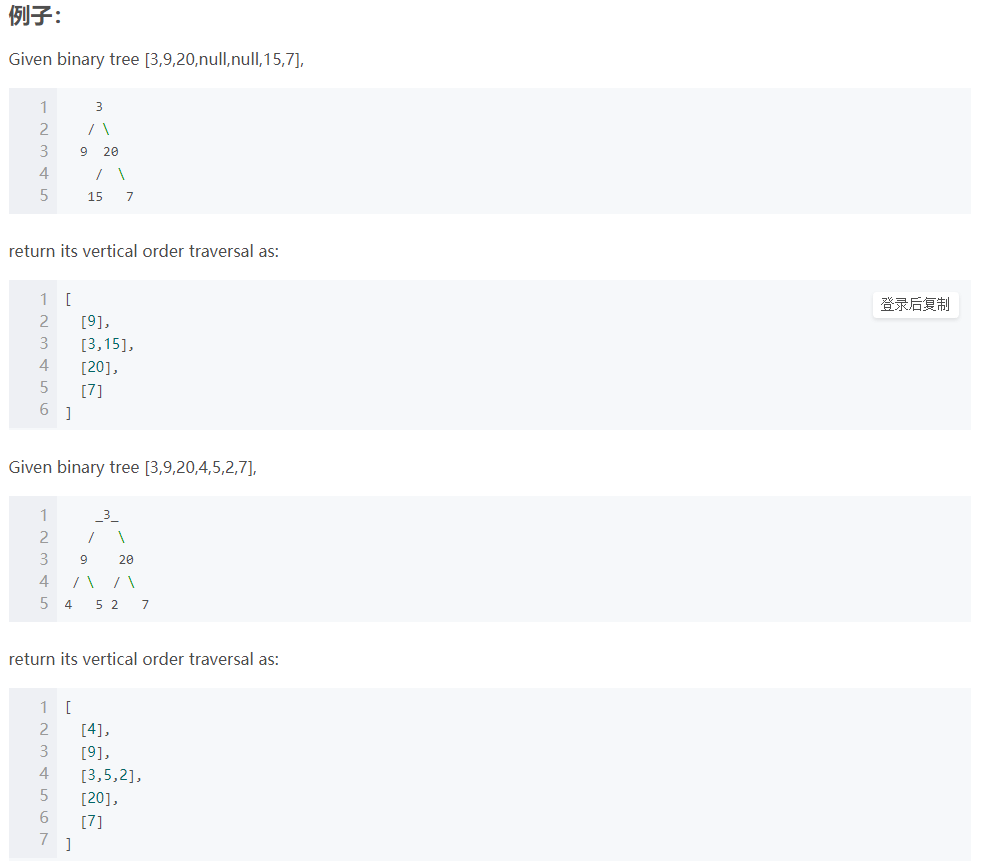 例子：
Given binary tree [3,9,20,null,null,15,7],
1     3
2    / \
3   9  20
4     /  \
5    15   7
return its vertical order traversal as:
登录后复制
1 [
2   [9],
3   [3,15],
4   [20],
5   [7]
6 ]
Given binary tree [3,9,20,4,5,2,7],
1     _3_
2    /   \
3   9    20
4  / \  / \
5 4   5 2   7
return its vertical order traversal as:
1 [
2   [4],
3   [9],
4   [3,5,2],
5   [20],
6   [7]
7 ]